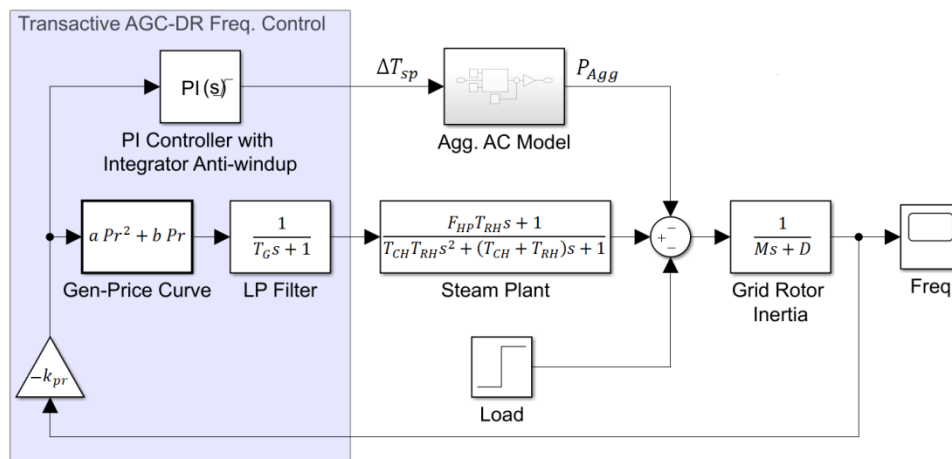 Transactive AGC-DR Freq. Control
PI(s)
ΔT_sp
P_Agg
PI Controller with
Integrator Anti-windup
Agg. AC Model
a Pr² + b Pr
1
T_G s + 1
F_HP T_RH s + 1
T_CH T_RH s² + (T_CH + T_RH)s + 1
+
−
−
1
Ms + D
Gen-Price Curve
LP Filter
Steam Plant
Grid Rotor
Inertia
Freq
−k_pr
Load